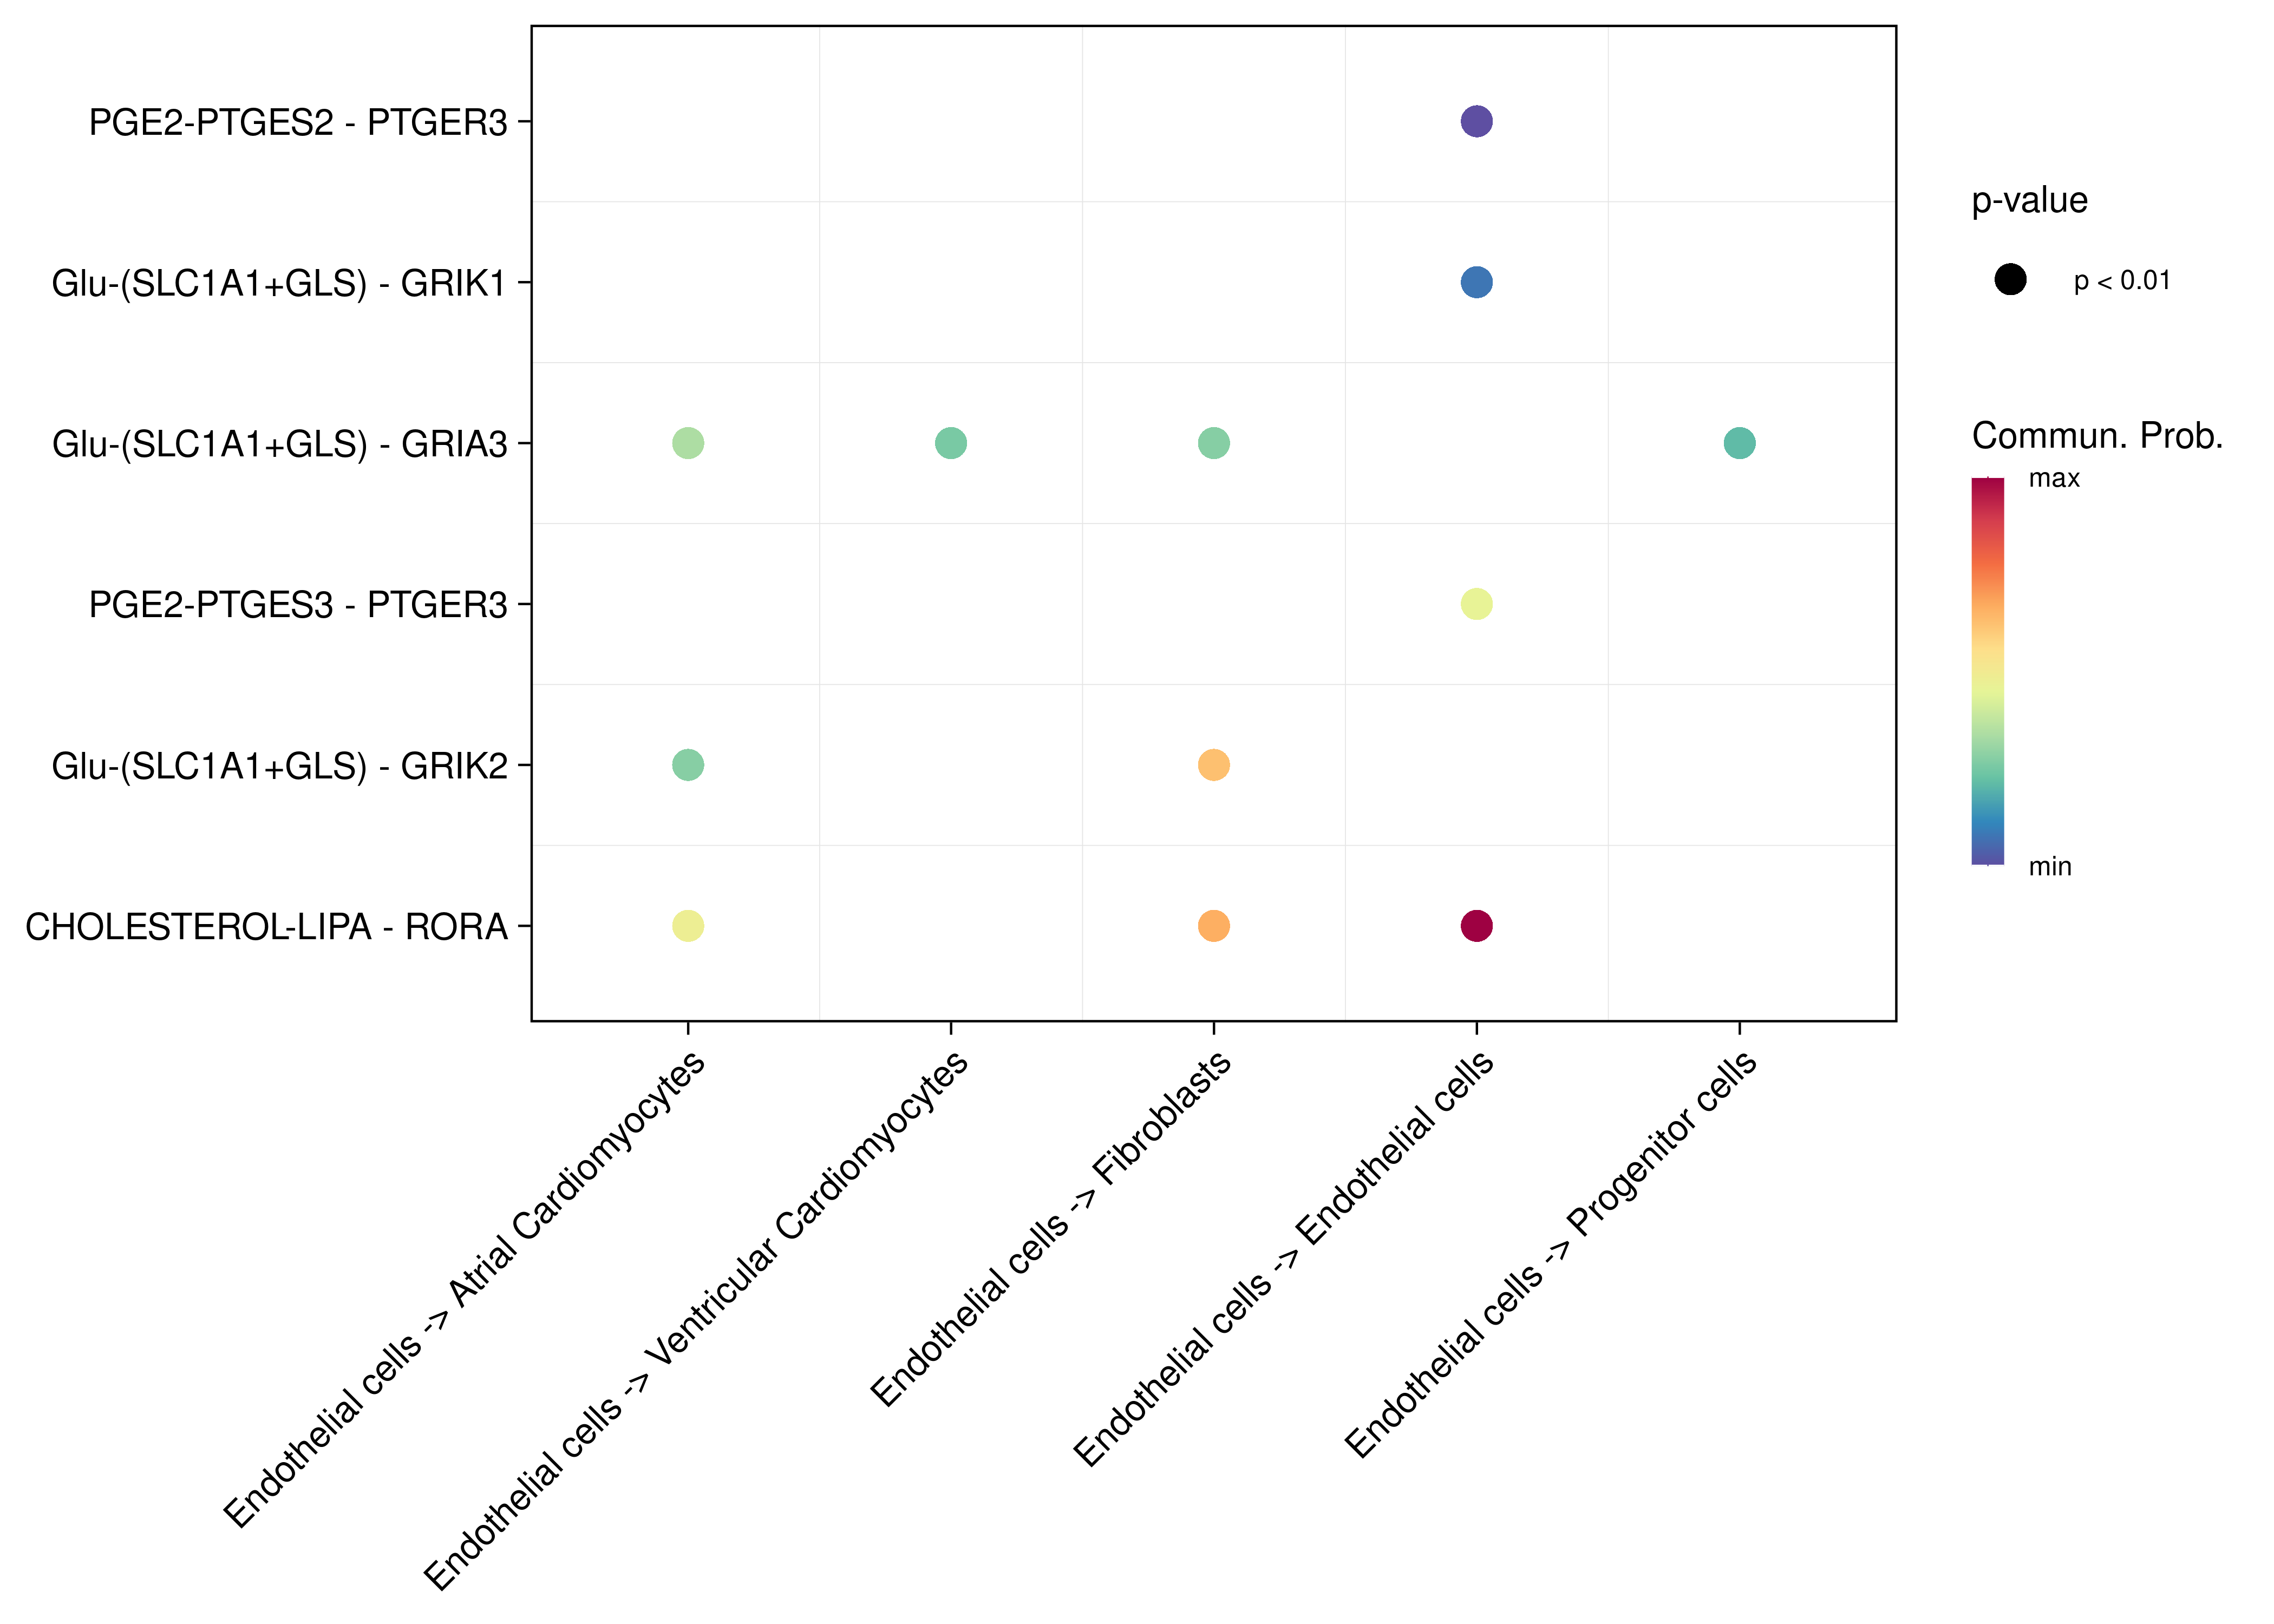 PGE2-PTGES2 - PTGER3
Glu-(SLC1A1+GLS) - GRIK1
Glu-(SLC1A1+GLS) - GRIA3
PGE2-PTGES3 - PTGER3
Glu-(SLC1A1+GLS) - GRIK2
CHOLESTEROL-LIPA - RORA
Endothelial cells -> Atrial Cardiomyocytes
Endothelial cells -> Ventricular Cardiomyocytes
Endothelial cells -> Fibroblasts
Endothelial cells -> Endothelial cells
Endothelial cells -> Progenitor cells
p-value
p < 0.01
Commun. Prob.
max
min